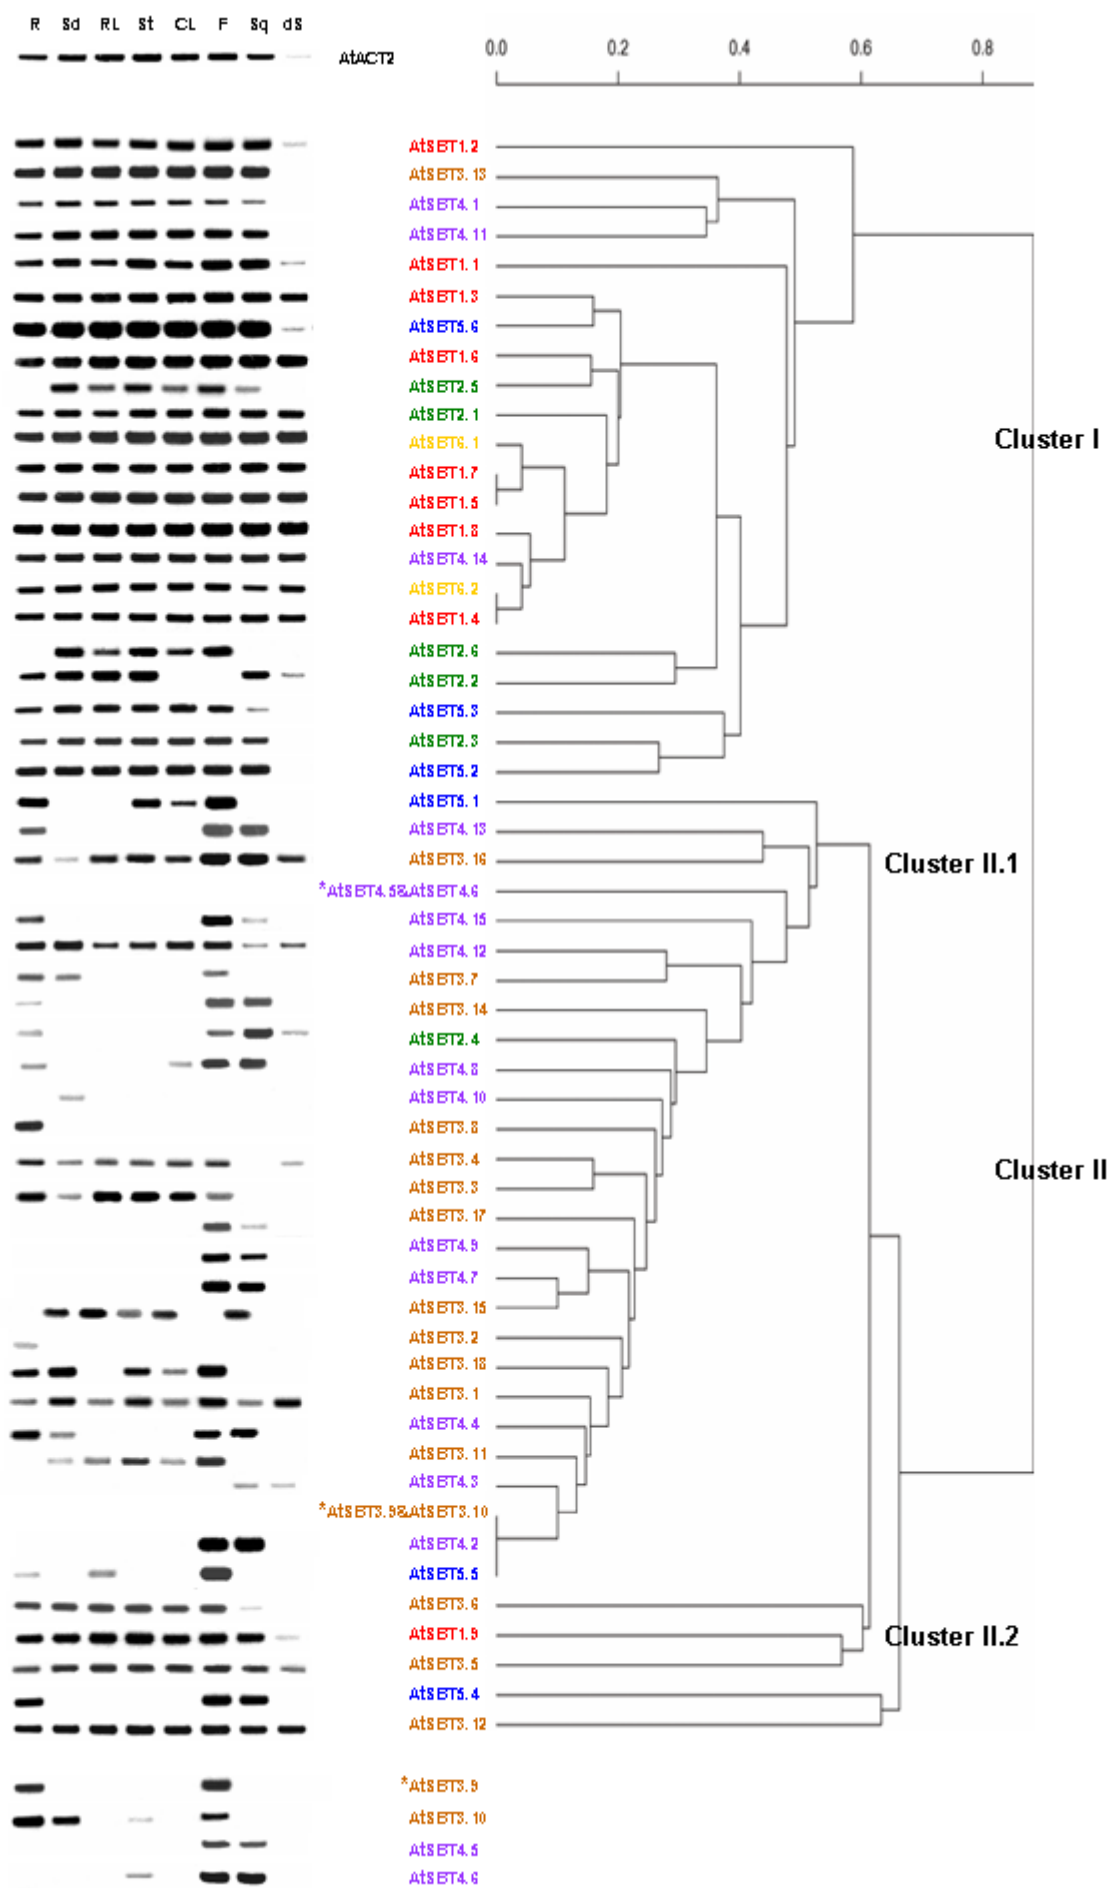 R Sd RL St CL F Sq dS
0.0 0.2 0.4 0.6 0.8
AtACT2
AtSBT1.2
AtSBT3.13
AtSBT4.1
AtSBT4.11
AtSBT1.1
AtSBT1.3
AtSBT5.6
AtSBT1.6
AtSBT2.5
AtSBT2.1
Cluster I
AtSBT6.1
AtSBT1.7
AtSBT1.5
AtSBT1.8
AtSBT4.14
AtSBT6.2
AtSBT1.4
AtSBT2.6
AtSBT2.2
AtSBT5.3
AtSBT2.3
AtSBT5.2
AtSBT5.1
AtSBT4.13
AtSBT3.16
Cluster II.1
*AtSBT4.5&AtSBT4.6
AtSBT4.15
AtSBT4.12
AtSBT3.7
AtSBT3.14
AtSBT2.4
AtSBT4.8
AtSBT4.10
AtSBT3.8
AtSBT3.4
Cluster II
AtSBT3.3
AtSBT3.17
AtSBT4.9
AtSBT4.7
AtSBT3.15
AtSBT3.2
AtSBT3.18
AtSBT3.1
AtSBT4.4
AtSBT3.11
AtSBT4.3
*AtSBT3.9&AtSBT3.10
AtSBT4.2
AtSBT5.5
AtSBT3.6
AtSBT1.9
Cluster II.2
AtSBT3.5
AtSBT5.4
AtSBT3.12
*AtSBT3.9
AtSBT3.10
AtSBT4.5
AtSBT4.6